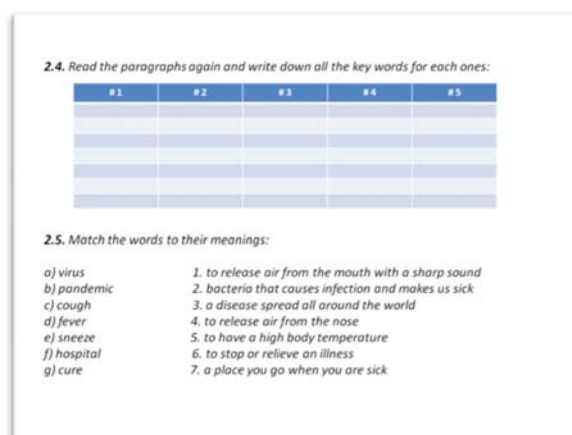 2.4. Read the paragraphs again and write down all the key words for each ones:
#1 #2 #3 #4 #5
2.5. Match the words to their meanings:
a) virus 1. to release air from the mouth with a sharp sound
b) pandemic 2. bacteria that causes infection and makes us sick
c) cough 3. a disease spread all around the world
d) fever 4. to release air from the nose
e) sneeze 5. to have a high body temperature
f) hospital 6. to stop or relieve an illness
g) cure 7. a place you go when you are sick